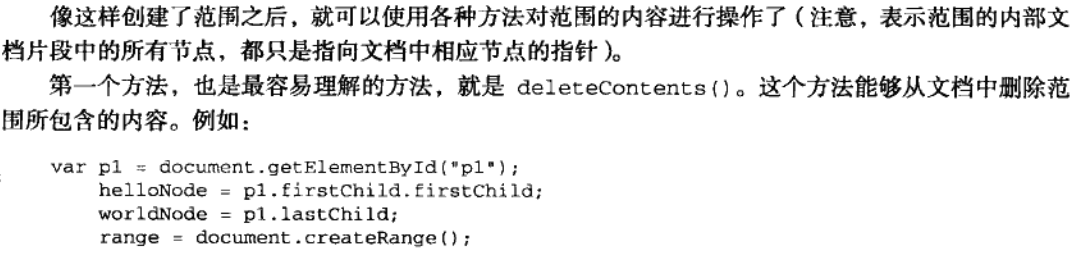 像这样创建了范围之后，就可以使用各种方法对范围的内容进行操作了（注意，表示范围的内部文
档片段中的所有节点，都只是指向文档中相应节点的指针）。
第一个方法，也是最容易理解的方法，就是 deleteContents()。这个方法能够从文档中删除范
围所包含的内容。例如：
var p1 = document.getElementById("p1");
helloNode = p1.firstChild.firstChild;
worldNode = p1.lastChild;
range = document.createRange();